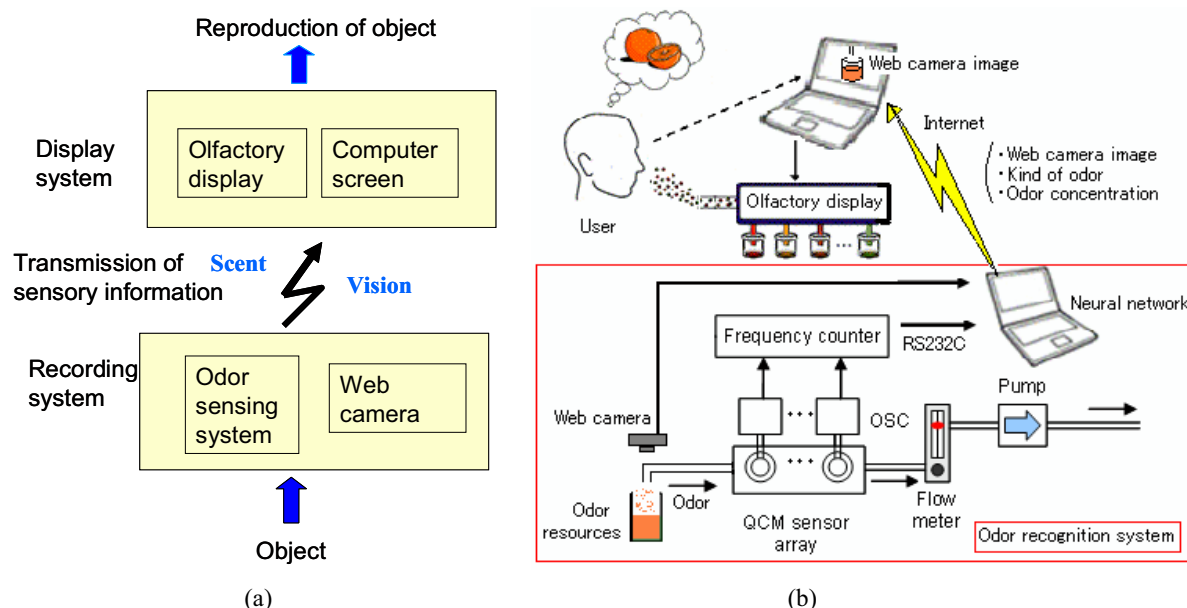 Reproduction of object
Display
system
Olfactory
display
Computer
screen
Transmission of
sensory information
Scent
Vision
Recording
system
Odor
sensing
system
Web
camera
Object
(a)
Web camera image
Internet
・Web camera image
・Kind of odor
・Odor concentration
User
Olfactory display
...
Neural network
Frequency counter
RS232C
Pump
Web camera
...
OSC
...
Odor
resources
Odor
QCM sensor
array
Flow
meter
Odor recognition system
(b)